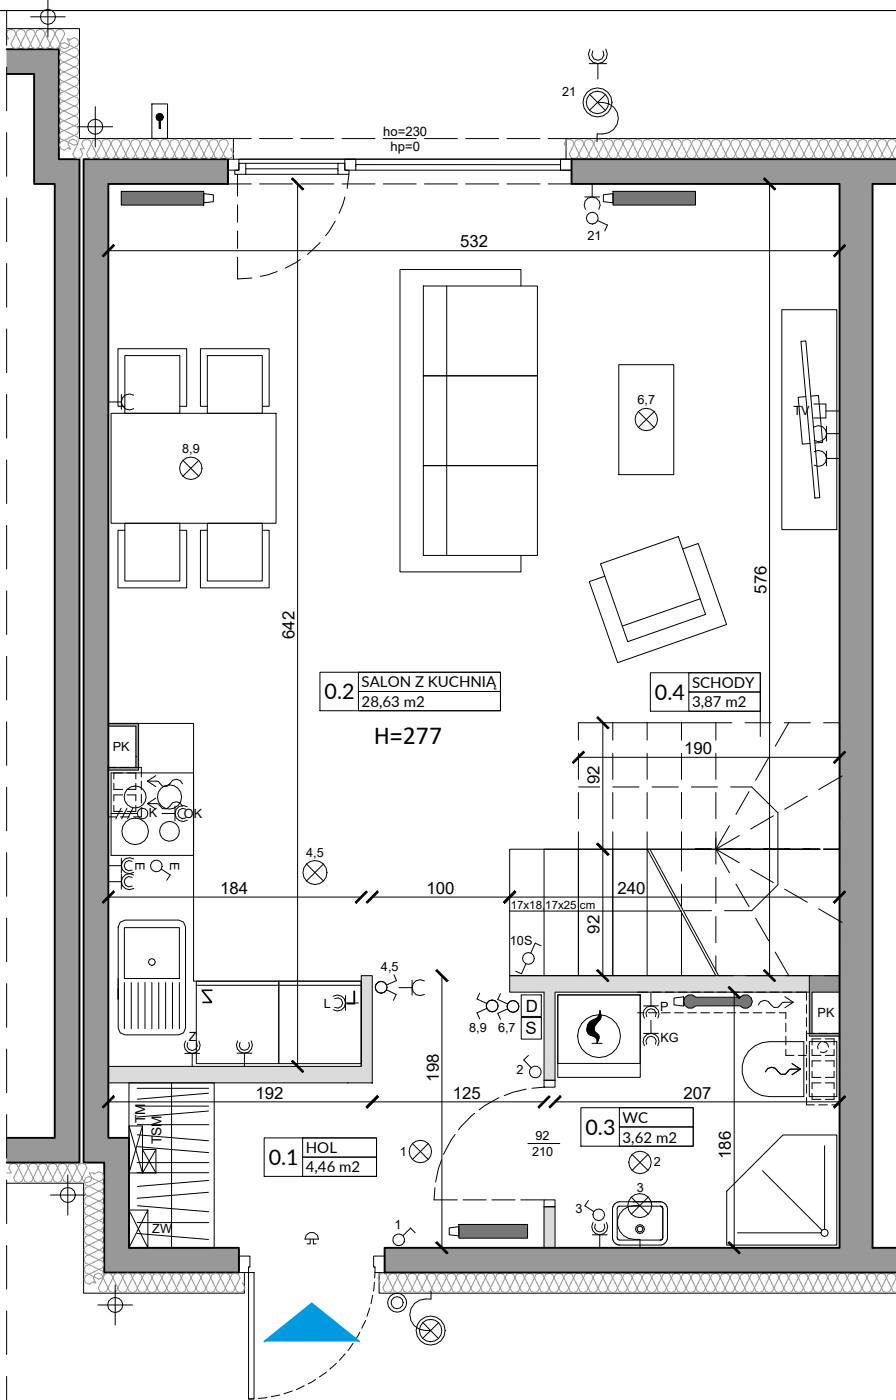 21
ho=230
hp=0
21
532
TV
6,7
8,9
576
642
0.2 SALON Z KUCHNIĄ
28,63 m2
0.4 SCHODY
3,87 m2
H=277
PK
190
92
OK
OK
4,5
E
E
184
100
240
17x18,17x25 cm
92
10S
4,5
Z
L
L
8,9
6,7
D
S
P
KG
PK
Z
198
2
192
125
207
TM
TSM
0.3 WC
3,62 m2
186
92
210
0.1 HOL
4,46 m2
1
2
3
3
ZW
1